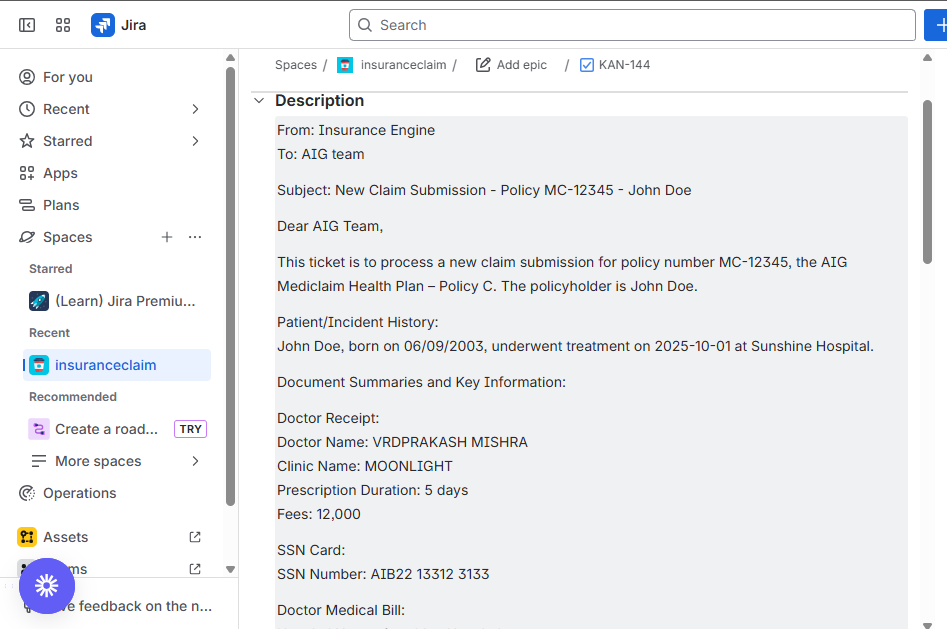 Jira
Search
For you
Recent
Starred
Apps
Plans
Spaces
Starred
(Learn) Jira Premiu...
Recent
insuranceclaim
Recommended
Create a road...
TRY
More spaces
Operations
Assets
ms
ve feedback on the n...
Spaces / insuranceclaim / Add epic / KAN-144
Description
From: Insurance Engine
To: AIG team
Subject: New Claim Submission - Policy MC-12345 - John Doe
Dear AIG Team,
This ticket is to process a new claim submission for policy number MC-12345, the AIG
Mediclaim Health Plan – Policy C. The policyholder is John Doe.
Patient/Incident History:
John Doe, born on 06/09/2003, underwent treatment on 2025-10-01 at Sunshine Hospital.
Document Summaries and Key Information:
Doctor Receipt:
Doctor Name: VRDPRAKASH MISHRA
Clinic Name: MOONLIGHT
Prescription Duration: 5 days
Fees: 12,000
SSN Card:
SSN Number: AIB22 13312 3133
Doctor Medical Bill: